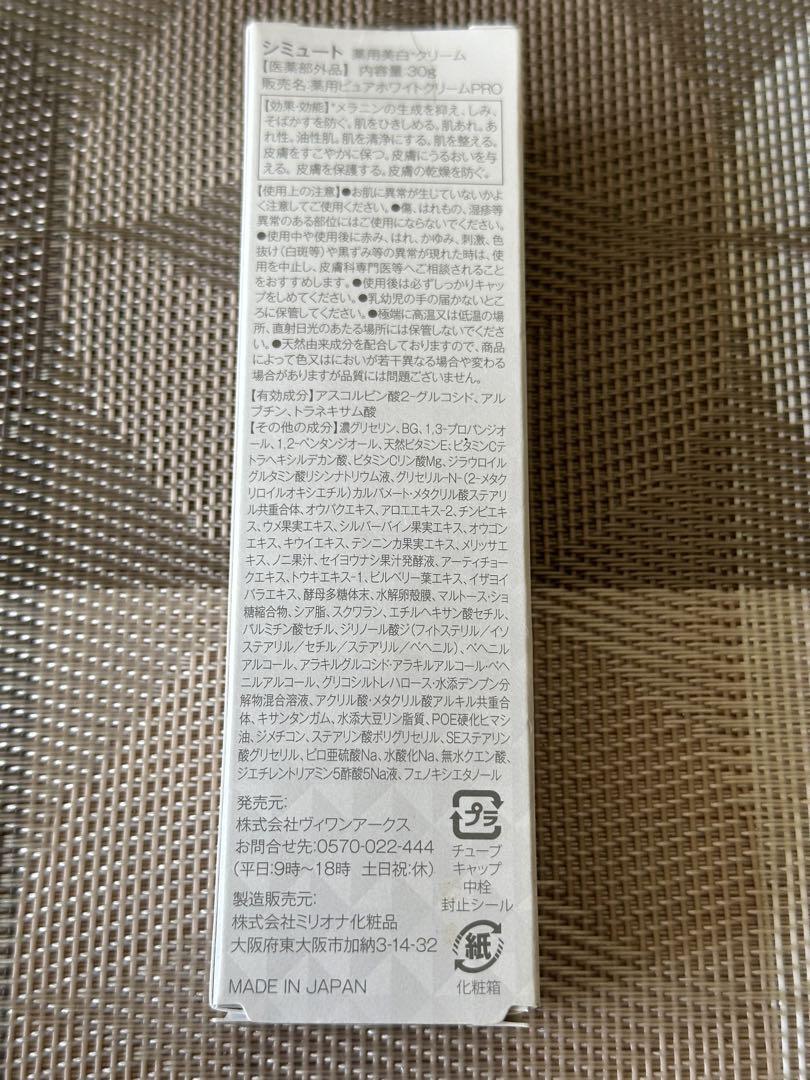 シミュート 薬用美白*クリーム
【医薬部外品】 内容量:30g
販売名:薬用ピュアホワイトクリームPRO
【効果・効能】*メラニンの生成を抑え、しみ、
そばかすを防ぐ。肌をひきしめる。肌あれ。あ
れ性。油性肌。肌を清浄にする。肌を整える。
皮膚をすこやかに保つ。皮膚にうるおいを与
える。皮膚を保護する。皮膚の乾燥を防ぐ。
【使用上の注意】●お肌に異常が生じていないかよ
く注意してご使用ください。●傷、はれもの、湿疹等
異常のある部位にはご使用にならないでください。
●使用中や使用後に赤み、はれ、かゆみ、刺激、色
抜け(白斑等)や黒ずみ等の異常が現れた時は、使
用を中止し、皮膚科専門医等へご相談されること
をおすすめします。●使用後は必ずしっかりキャッ
プをしめてください。●乳幼児の手の届かないとこ
ろに保管してください。●極端に高温又は低温の場
所、直射日光のあたる場所には保管しないでくださ
い。●天然由来成分を配合しておりますので、商品
によって色又はにおいが若干異なる場合や変わる
場合がありますが品質には問題ございません。
【有効成分】アスコルビン酸2-グルコシド、アル
ブチン、トラネキサム酸
【その他の成分】濃グリセリン、BG、1,3-プロパンジオ
ール、1,2-ペンタンジオール、天然ビタミンE、ビタミンCテ
トラヘキシルデカン酸、ビタミンCリン酸Mg、ジラウロイル
グルタミン酸リシンナトリウム液、グリセリル-N-(2-メタク
リロイルオキシエチル)カルバメート・メタクリル酸ステアリ
ル共重合体、オウバクエキス、アロエエキス-2、チンピエキ
ス、ウメ果実エキス、シルバーバイン果実エキス、オウゴン
エキス、キウイエキス、テンニンカ果実エキス、メリッサエ
キス、ノニ果汁、セイヨウナシ果汁発酵液、アーティチョー
クエキス、トウキエキス-1、ビルベリー葉エキス、イザヨイ
バラエキス、酵母多糖体末、水解卵殻膜、マルトース・ショ
糖縮合物、シア脂、スクワラン、エチルヘキサン酸セチル、
パルミチン酸セチル、ジリノール酸ジ(フィトステリル/イソ
ステアリル/セチル/ステアリル/ベヘニル)、ベヘニル
アルコール、アラキルグルコシド・アラキルアルコール・ベヘ
ニルアルコール、グリコシルトレハロース・水添デンプン分
解物混合溶液、アクリル酸・メタクリル酸アルキル共重合
体、キサンタンガム、水添大豆リン脂質、POE硬化ヒマシ
油、ジメチコン、ステアリン酸ポリグリセリル、SEステアリン
酸グリセリル、ピロ亜硫酸Na、水酸化Na、無水クエン酸、
ジエチレントリアミン5酢酸5Na液、フェノキシエタノール
発売元:
株式会社ヴィワンアークス
お問合せ先:0570-022-444
(平日:9時〜18時 土日祝:休)
製造販売元:
株式会社ミリオナ化粧品
大阪府東大阪市加納3-14-32
MADE IN JAPAN
プラ
チューブ
キャップ
中栓
封止シール
紙
化粧箱